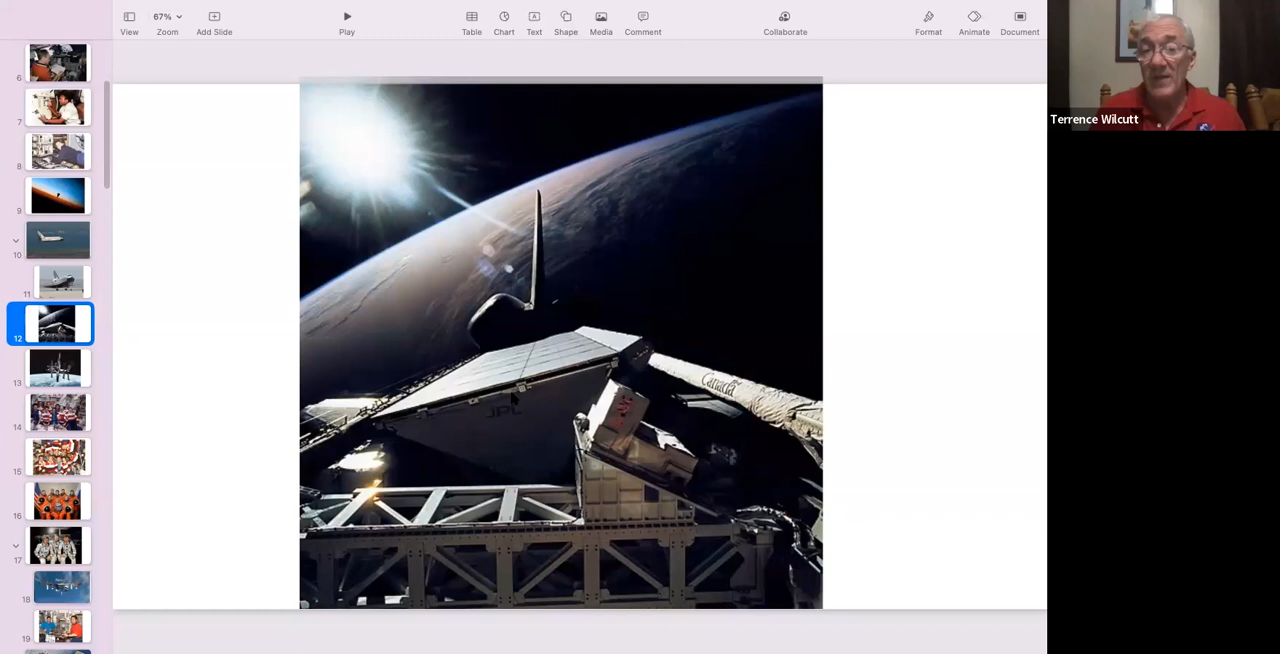 67%
View
Zoom
Add Slide
Play
Table
Chart
Text
Shape
Media
Comment
Collaborate
Format
Animate
Document
Terrence Wilcutt
6
7
8
9
10
11
12
13
14
15
16
17
18
19
Canada
JPL